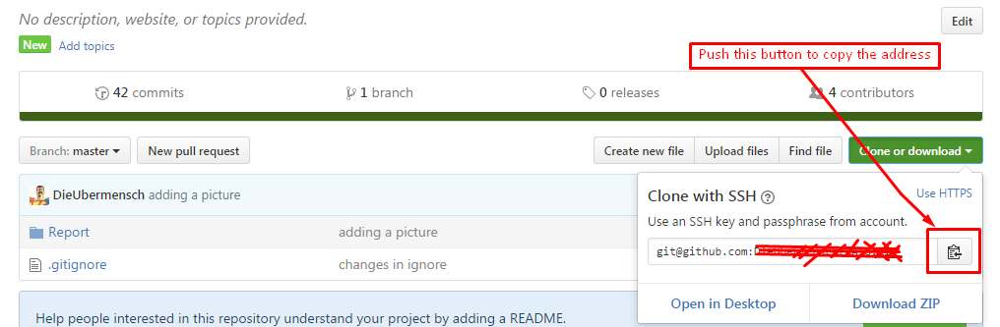 No description, website, or topics provided.
Edit
New Add topics
Push this button to copy the address
42 commits 1 branch 0 releases 4 contributors
Branch: master New pull request Create new file Upload files Find file Clone or download
DieUbermensch adding a picture
Report adding a picture
.gitignore changes in ignore
Clone with SSH ? Use HTTPS
Use an SSH key and passphrase from account.
git@github.com:
Open in Desktop Download ZIP
Help people interested in this repository understand your project by adding a README.